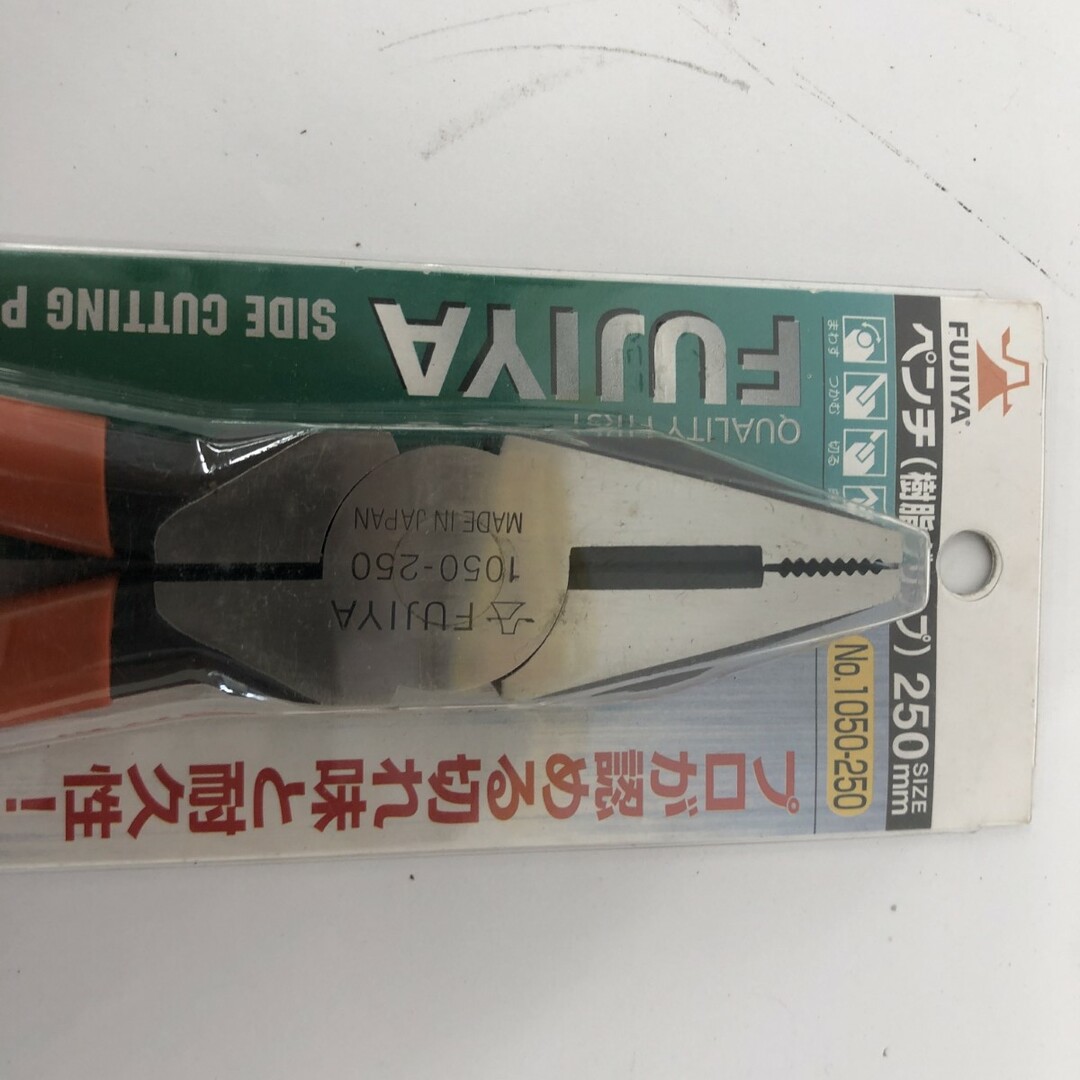 FUJIYA®
ペンチ（樹脂
プ）250mm
SIZE
まわす
つかむ
切る
No.1050-250
QUALITY FIRST
FUJIYA
SIDE CUTTING P
MADE IN JAPAN
1050-250
FUJIYA
プロが認める切れ味と耐久性！